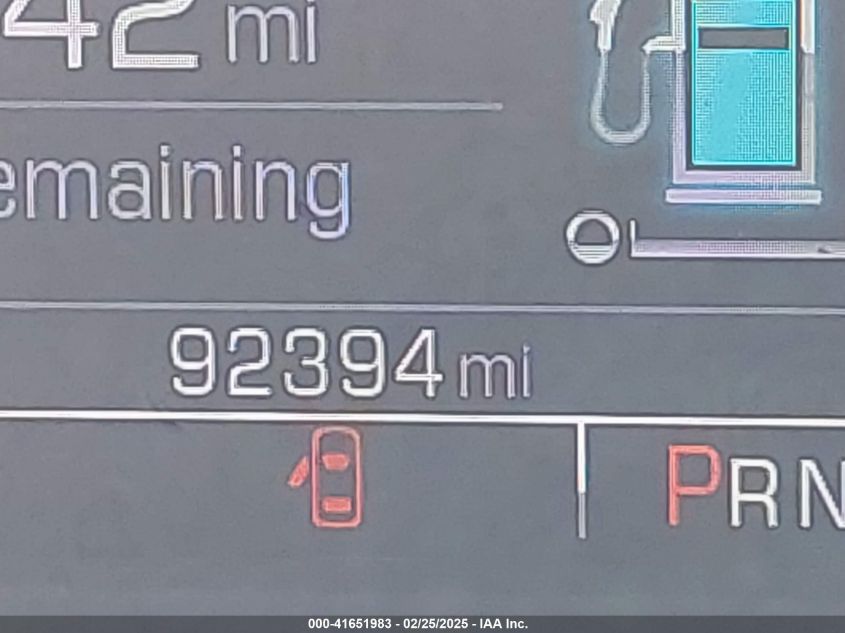 42 mi
emaining
92394 mi
PRN
000-41651983 - 02/25/2025 - IAA Inc.